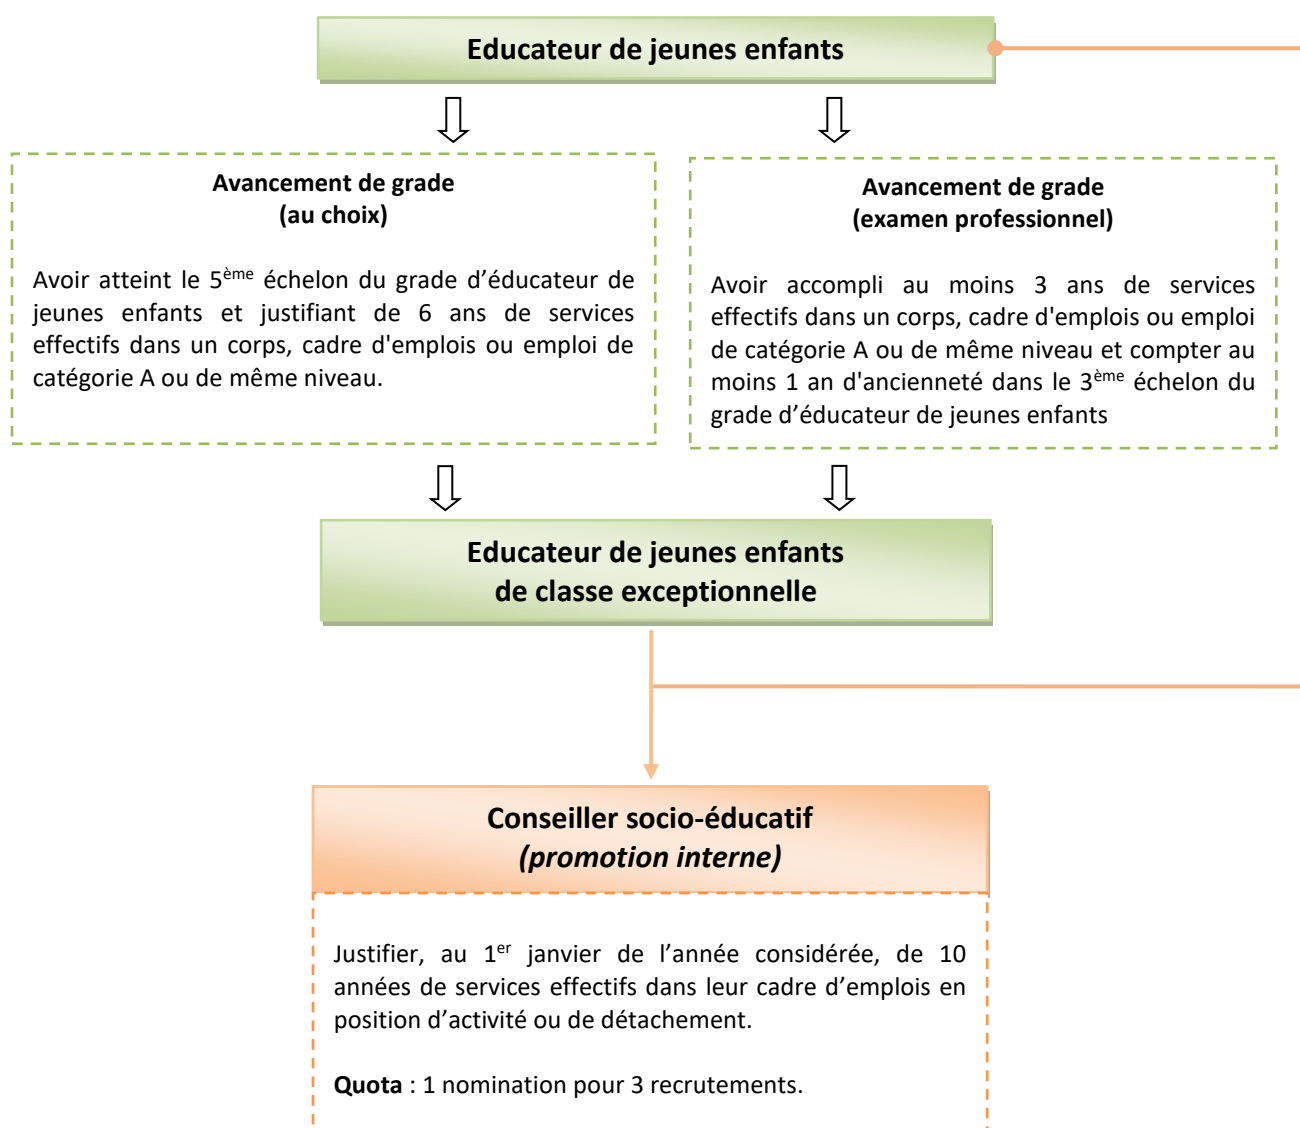 Educateur de jeunes enfants
Avancement de grade
(au choix)
Avoir atteint le 5ème échelon du grade d’éducateur de
jeunes enfants et justifiant de 6 ans de services
effectifs dans un corps, cadre d'emplois ou emploi de
catégorie A ou de même niveau.
Avancement de grade
(examen professionnel)
Avoir accompli au moins 3 ans de services
effectifs dans un corps, cadre d'emplois ou emploi
de catégorie A ou de même niveau et compter au
moins 1 an d'ancienneté dans le 3ème échelon du
grade d’éducateur de jeunes enfants
Educateur de jeunes enfants
de classe exceptionnelle
Conseiller socio-éducatif
(promotion interne)
Justifier, au 1er janvier de l’année considérée, de 10
années de services effectifs dans leur cadre d’emplois en
position d’activité ou de détachement.
Quota : 1 nomination pour 3 recrutements.